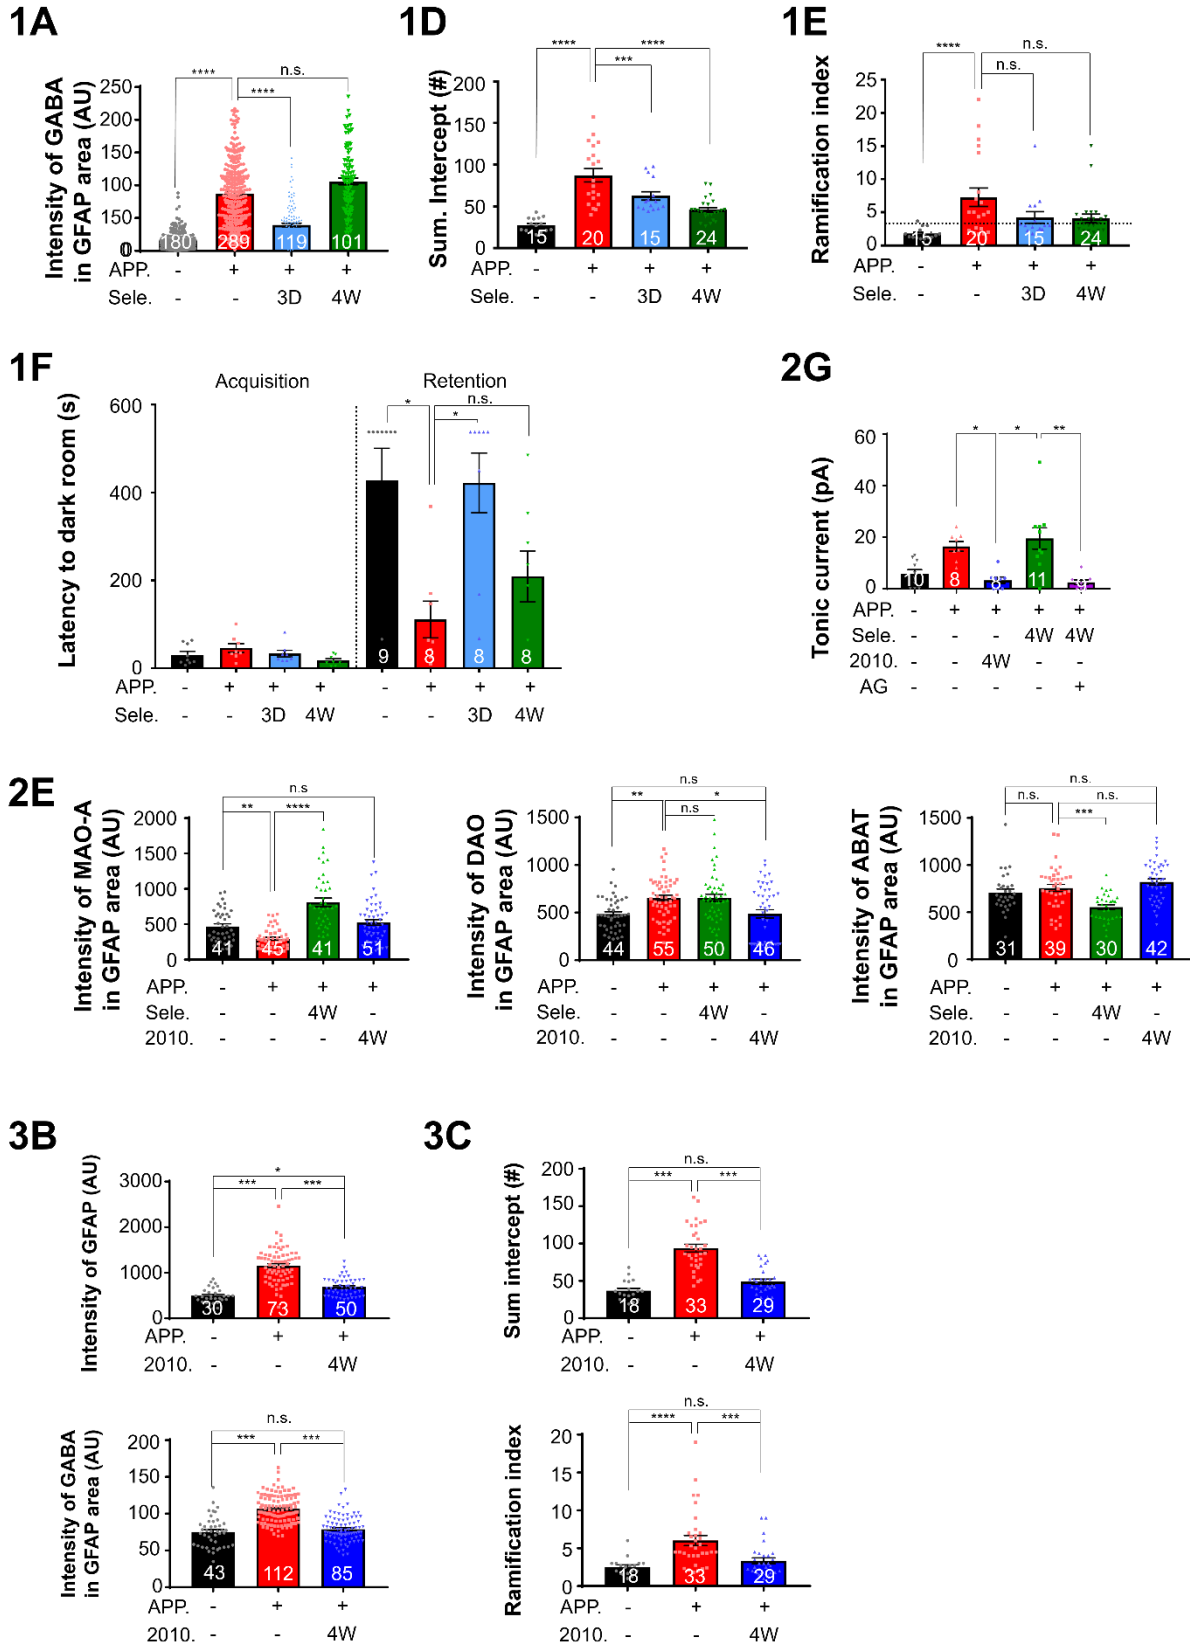 1A
1D
1E
Intensity of GABA
in GFAP area (AU)
250
200
150
100
150
0
0
****
****
n.s.
180
289
119
101
APP. - + + +
Sele. - - 3D 4W
Sum. Intercept (#)
200
150
100
50
0
****
***
****
15
20
15
24
APP. - + + +
Sele. - - 3D 4W
Ramification index
25
20
15
10
5
0
****
n.s.
n.s.
15
20
15
24
APP. - + + +
Sele. - - 3D 4W
1F
2G
Acquisition
Retention
Latency to dark room (s)
600
400
200
0
*
*
n.s.
9
8
8
8
APP. - + + + - + + +
Sele. - - 3D 4W - - 3D 4W
Tonic current (pA)
60
40
20
0
*
*
**
10
8
8
11
9
APP. - + + + +
Sele. - - - 4W 4W
2010. - - 4W - -
AG - - - - +
2E
Intensity of MAO-A
in GFAP area (AU)
2000
1500
1000
500
0
n.s
**
****
41
45
41
51
APP. - + + +
Sele. - - 4W -
2010. - - - 4W
Intensity of DAO
in GFAP area (AU)
1500
1000
500
0
n.s
**
*
n.s
44
55
50
46
APP. - + + +
Sele. - - 4W -
2010. - - - 4W
Intensity of ABAT
in GFAP area (AU)
1500
1000
500
0
n.s.
n.s.
n.s.
***
31
39
30
42
APP. - + + +
Sele. - - 4W -
2010. - - - 4W
3B
3C
Intensity of GFAP (AU)
3000
2000
1000
0
*
***
***
30
73
50
APP. - + +
2010. - - 4W
Sum intercept (#)
200
150
100
50
0
n.s.
***
***
18
33
29
APP. - + +
2010. - - 4W
Intensity of GABA
in GFAP area (AU)
200
150
100
50
0
n.s.
***
***
43
112
85
APP. - + +
2010. - - 4W
Ramification index
20
15
10
5
0
n.s.
****
***
18
33
29
APP. - + +
2010. - - 4W